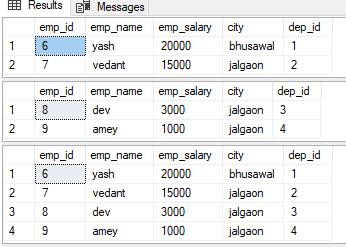 Results Messages
emp_id emp_name emp_salary city dep_id
1 6 yash 20000 bhusawal 1
2 7 vedant 15000 jalgaon 2
emp_id emp_name emp_salary city dep_id
1 8 dev 3000 jalgaon 3
2 9 amey 1000 jalgaon 4
emp_id emp_name emp_salary city dep_id
1 6 yash 20000 bhusawal 1
2 7 vedant 15000 jalgaon 2
3 8 dev 3000 jalgaon 3
4 9 amey 1000 jalgaon 4